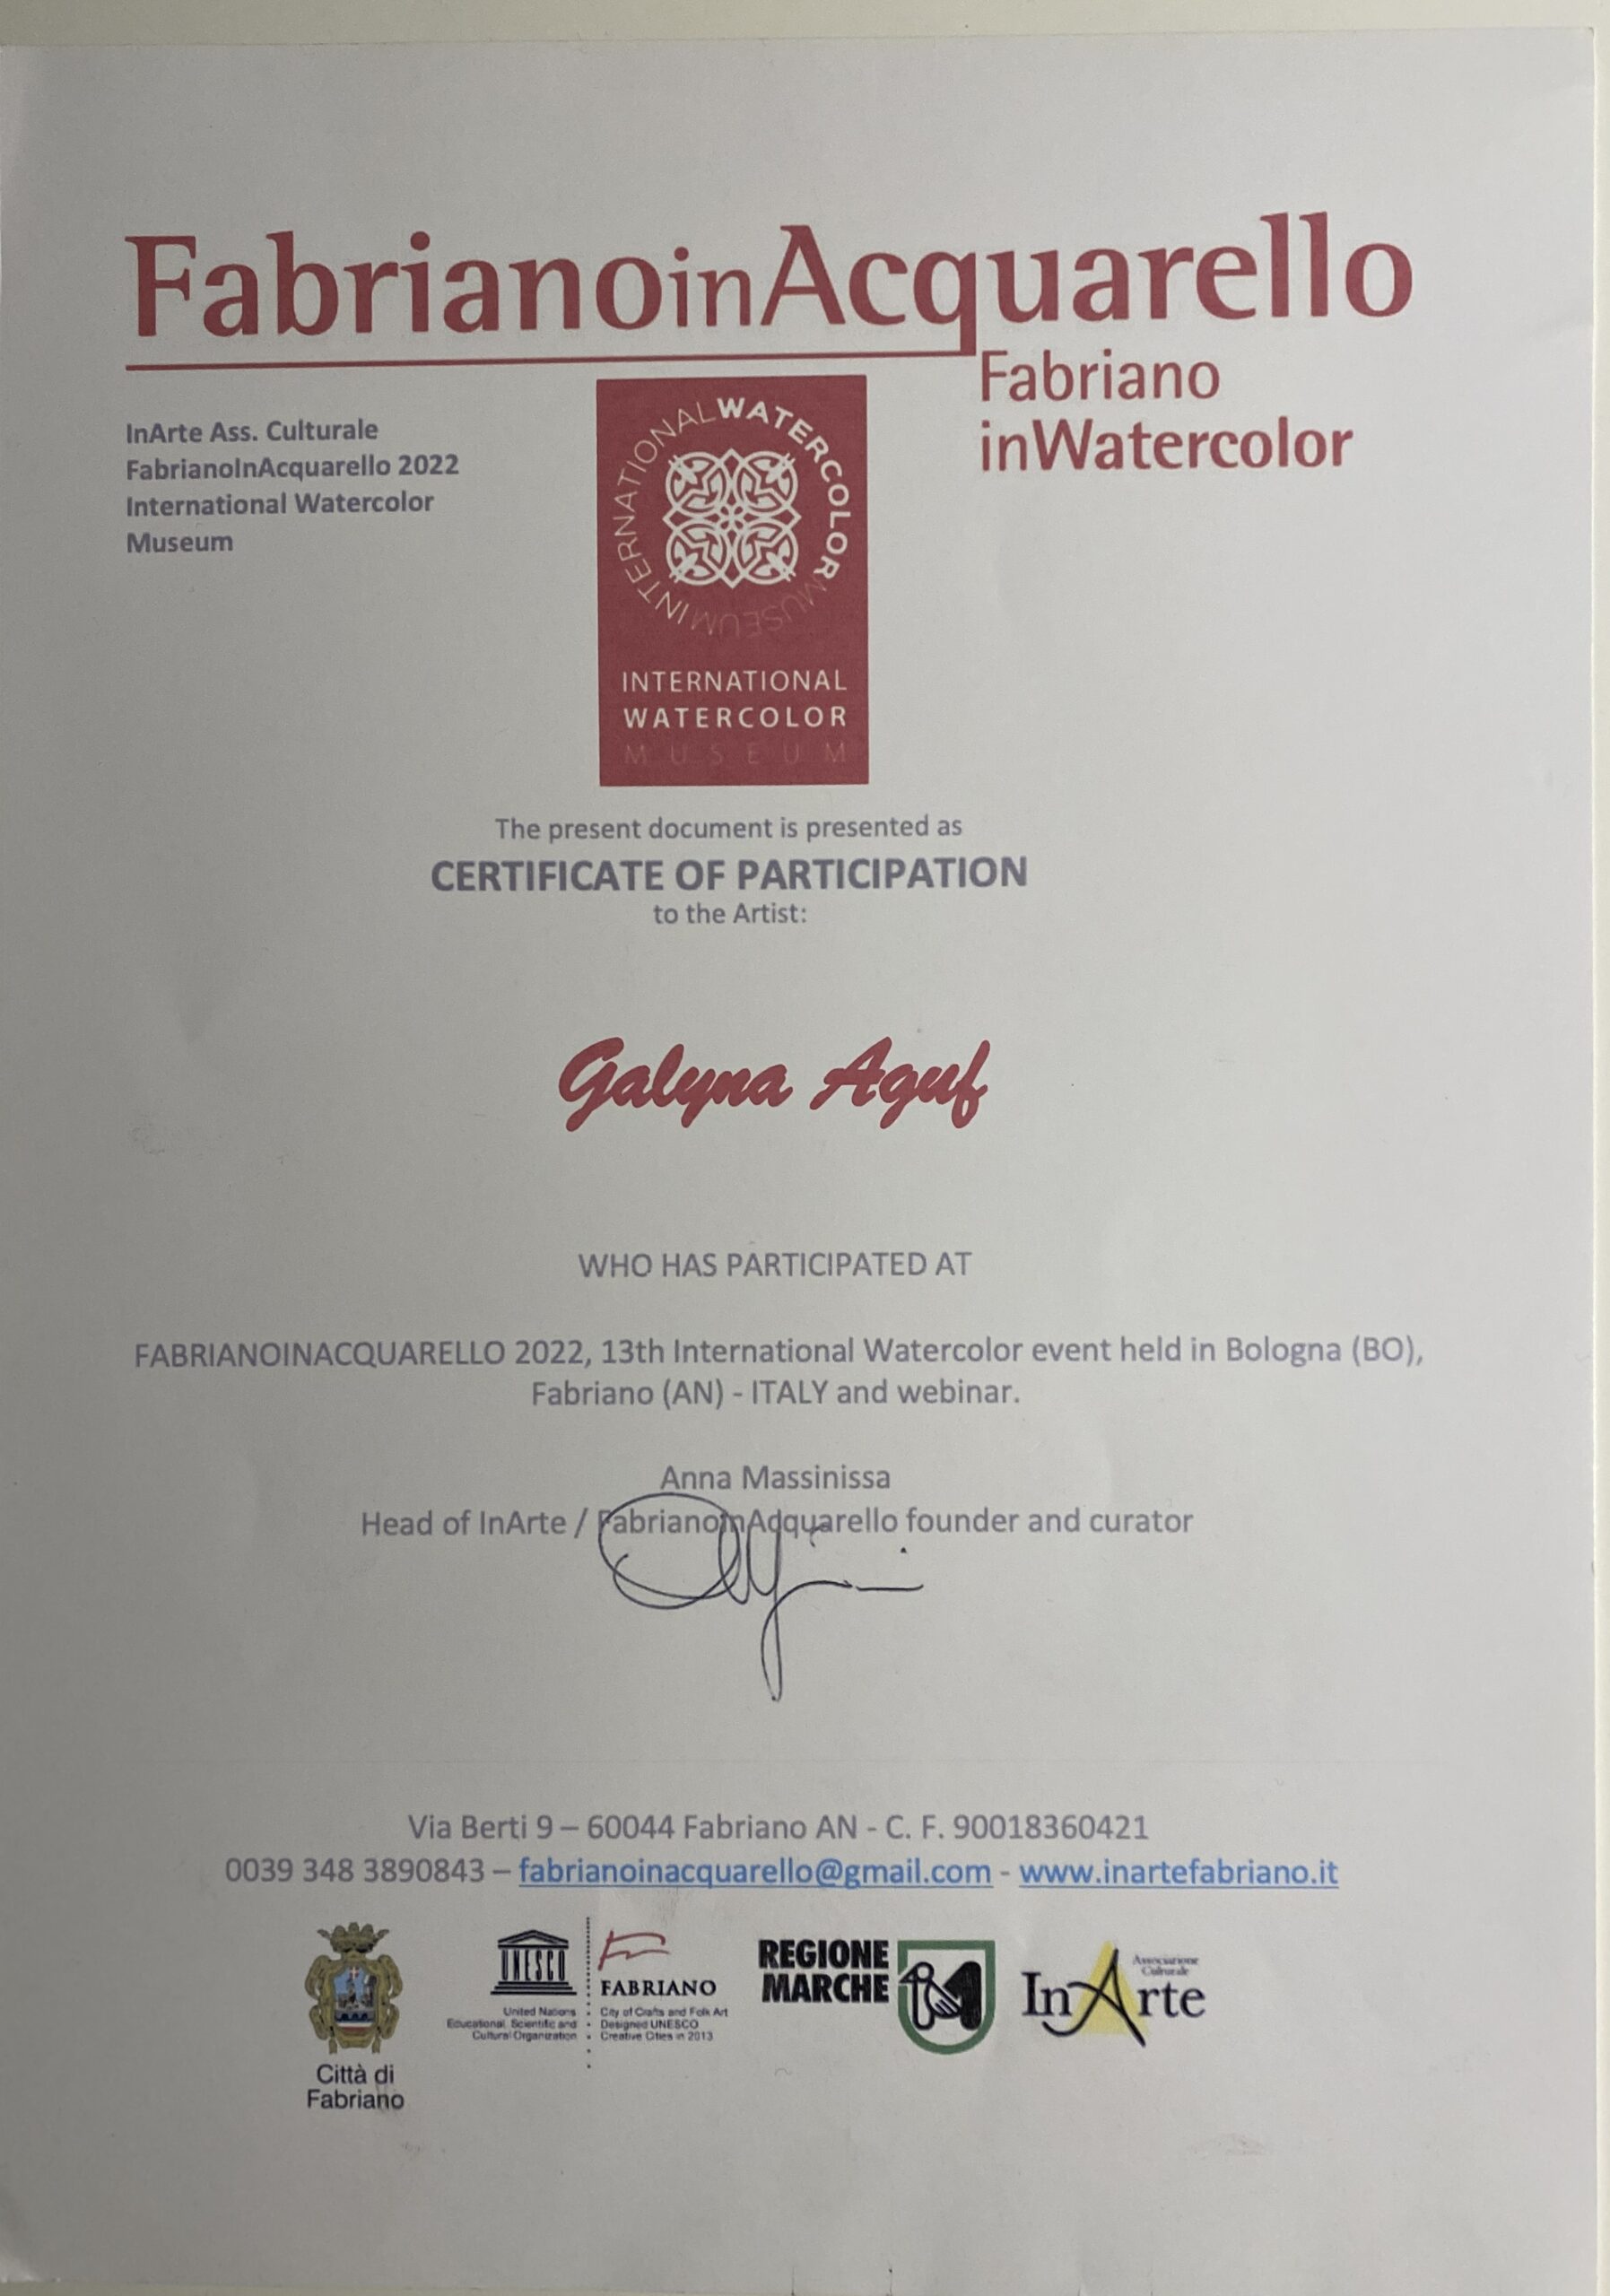 FabrianoinAcquarello
Fabriano
inWatercolor
InArte Ass. Culturale
FabrianoInAcquarello 2022
International Watercolor
Museum
INTERNATIONAL WATERCOLOR MUSEUM
INTERNATIONAL
WATERCOLOR
MUSEUM
The present document is presented as
CERTIFICATE OF PARTICIPATION
to the Artist:
Galyna Aguf
WHO HAS PARTICIPATED AT
FABRIANOINACQUARELLO 2022, 13th International Watercolor event held in Bologna (BO),
Fabriano (AN) - ITALY and webinar.
Anna Massinissa
Head of InArte / FabrianoinAdquarello founder and curator
Via Berti 9 – 60044 Fabriano AN - C. F. 90018360421
0039 348 3890843 – fabrianoinacquarello@gmail.com - www.inartefabriano.it
Città di
Fabriano
UNESCO
United Nations
Educational, Scientific and
Cultural Organization
FABRIANO
City of Crafts and Folk Art
Designed UNESCO
Creative Cities in 2013
REGIONE
MARCHE
Associazione
Culturale
InArte